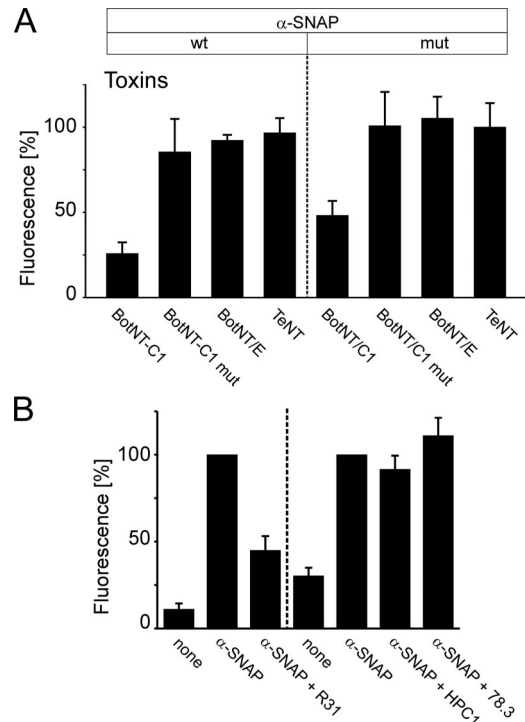 A
α-SNAP
wt mut
Toxins
Fluorescence [%]
100
50
0
BotNT-C1
BotNT-C1 mut
BotNT/E
TeNT
BotNT/C1
BotNT/C1 mut
BotNT/E
TeNT
B
Fluorescence [%]
100
50
0
none
α-SNAP
α-SNAP + R31
none
α-SNAP
α-SNAP + HPC1
α-SNAP + 78.3